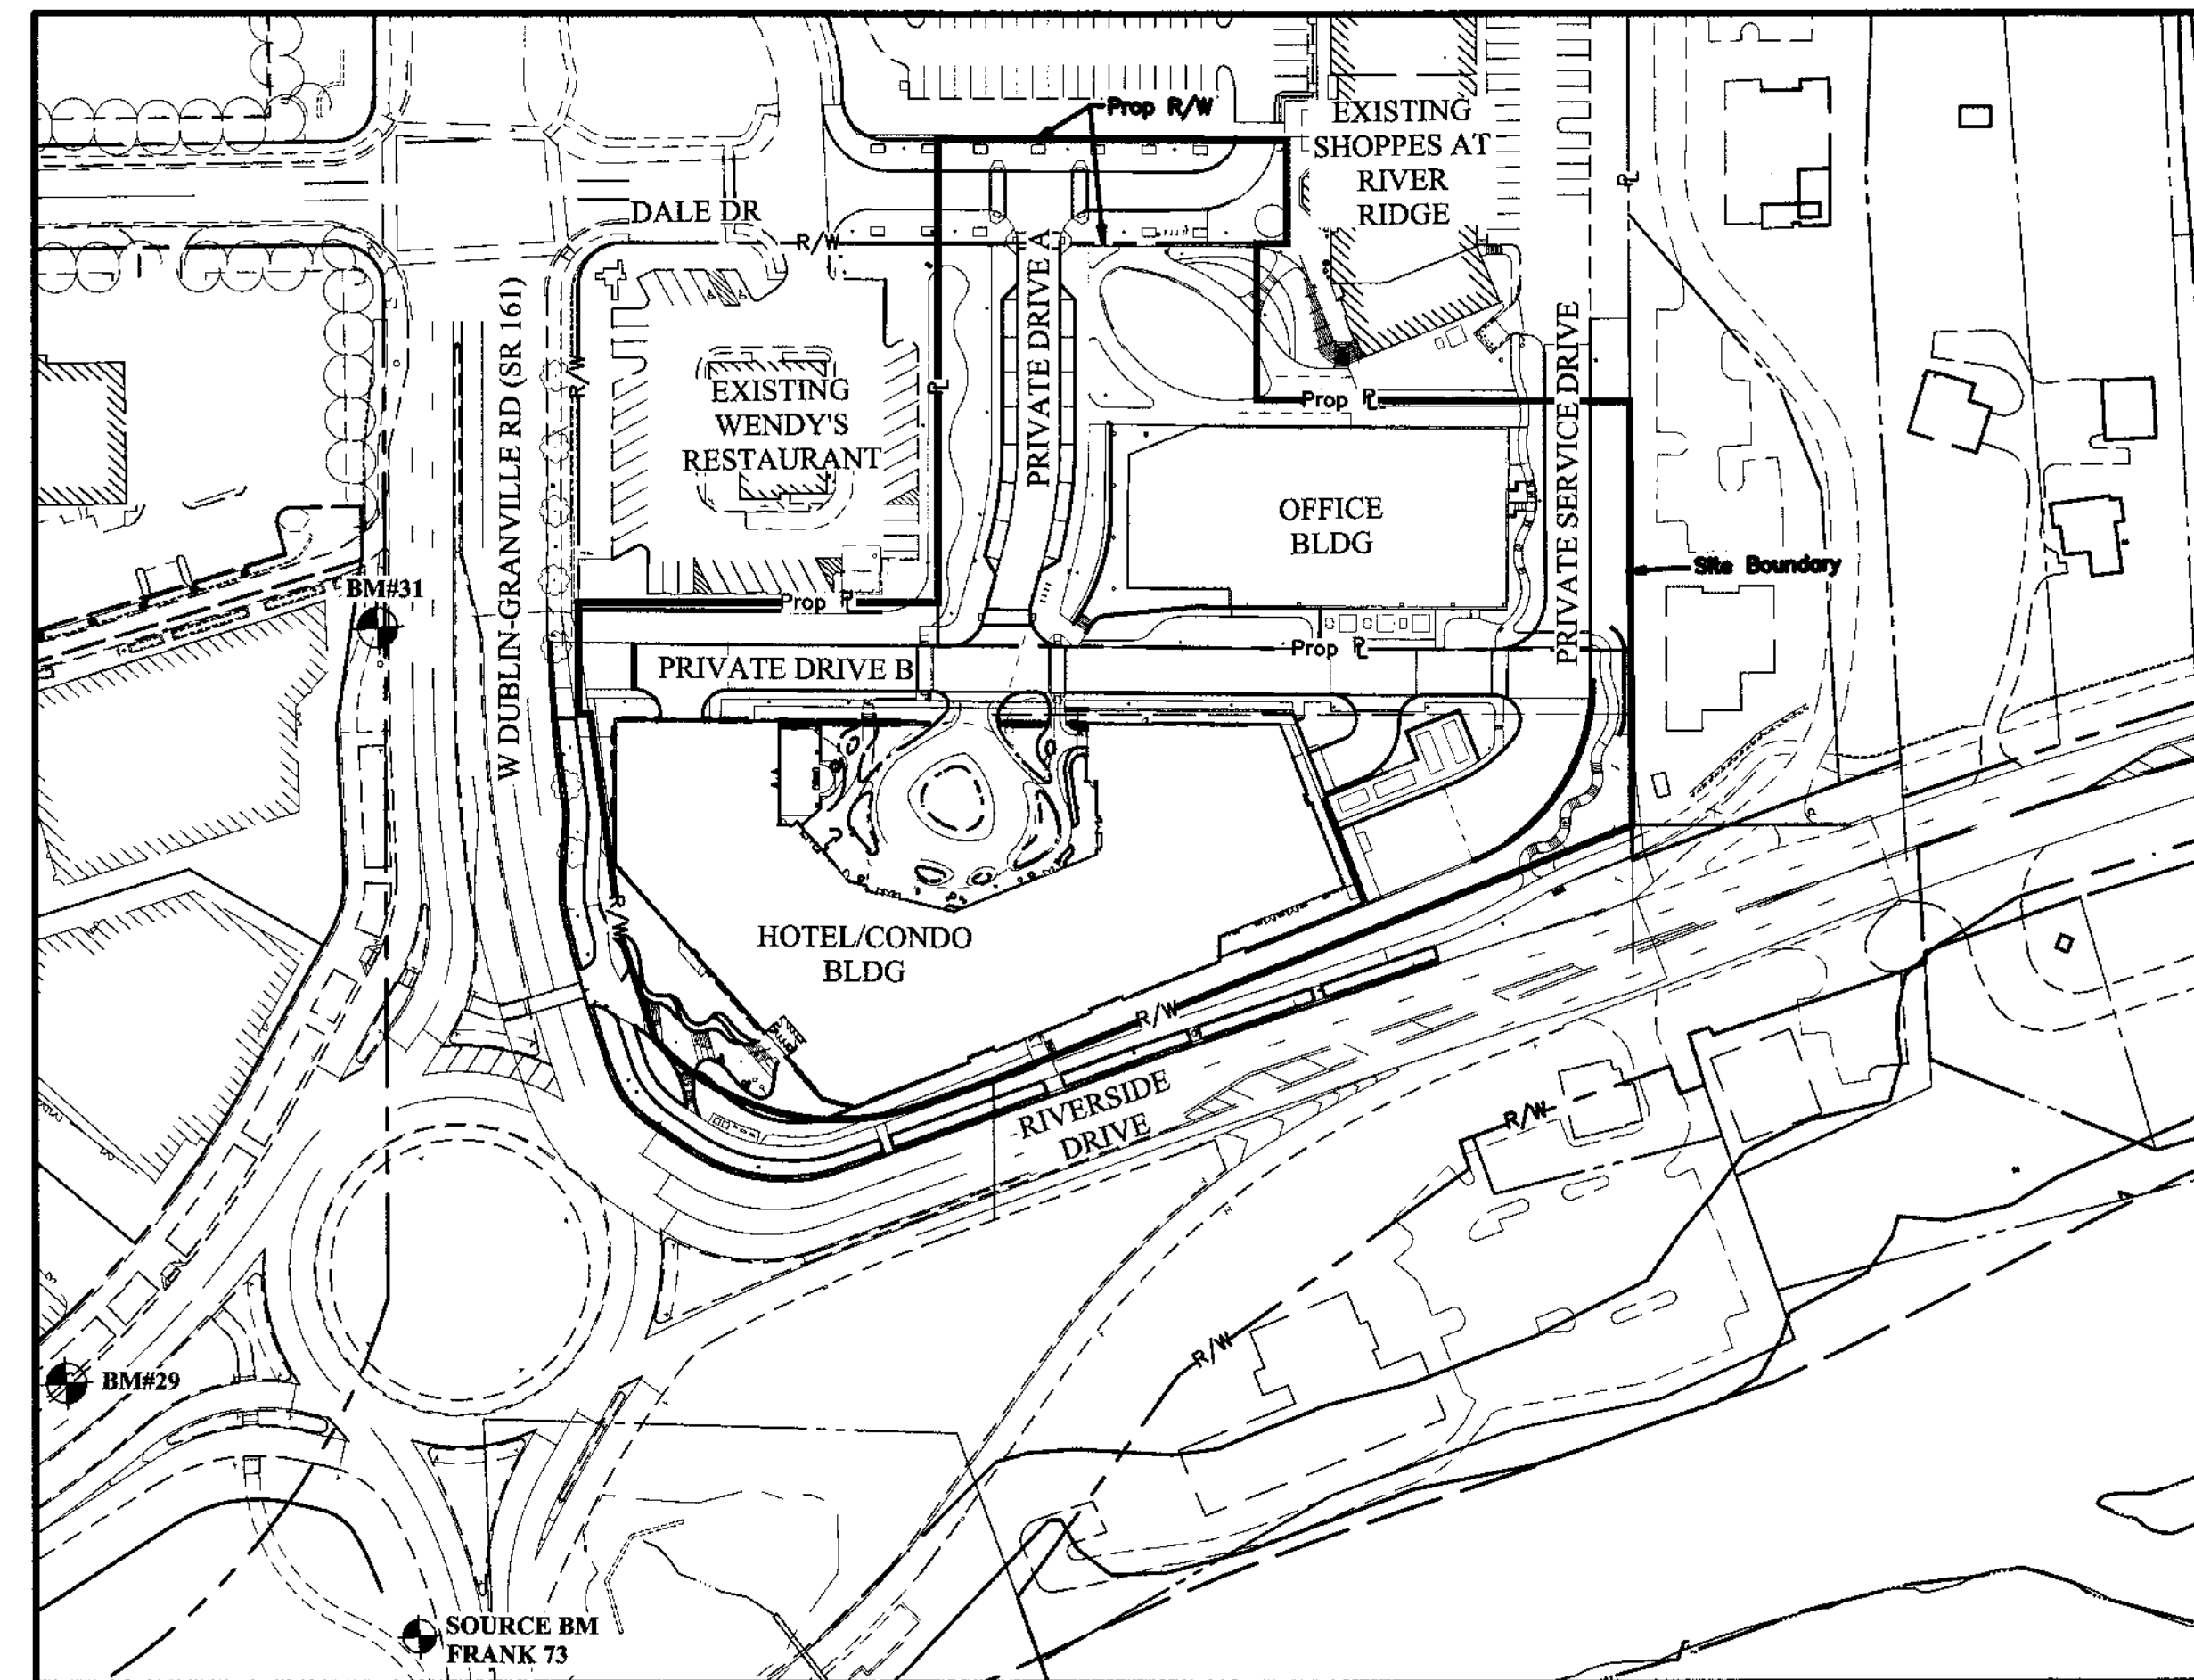 Prop R/W
EXISTING
SHOPPES AT
RIVER
RIDGE
PL
DALE DR
R/W
PRIVATE DRIVE A
W DUBLIN-GRANVILLE RD (SR 161)
R/W
EXISTING
WENDY'S
RESTAURANT
PL
Prop PL
PRIVATE SERVICE DRIVE
OFFICE
BLDG
Site Boundary
BM#31
Prop PL
Prop PL
PRIVATE DRIVE B
R/W
HOTEL/CONDO
BLDG
R/W
RIVERSIDE
DRIVE
R/W
R/W
BM#29
SOURCE BM
FRANK 73